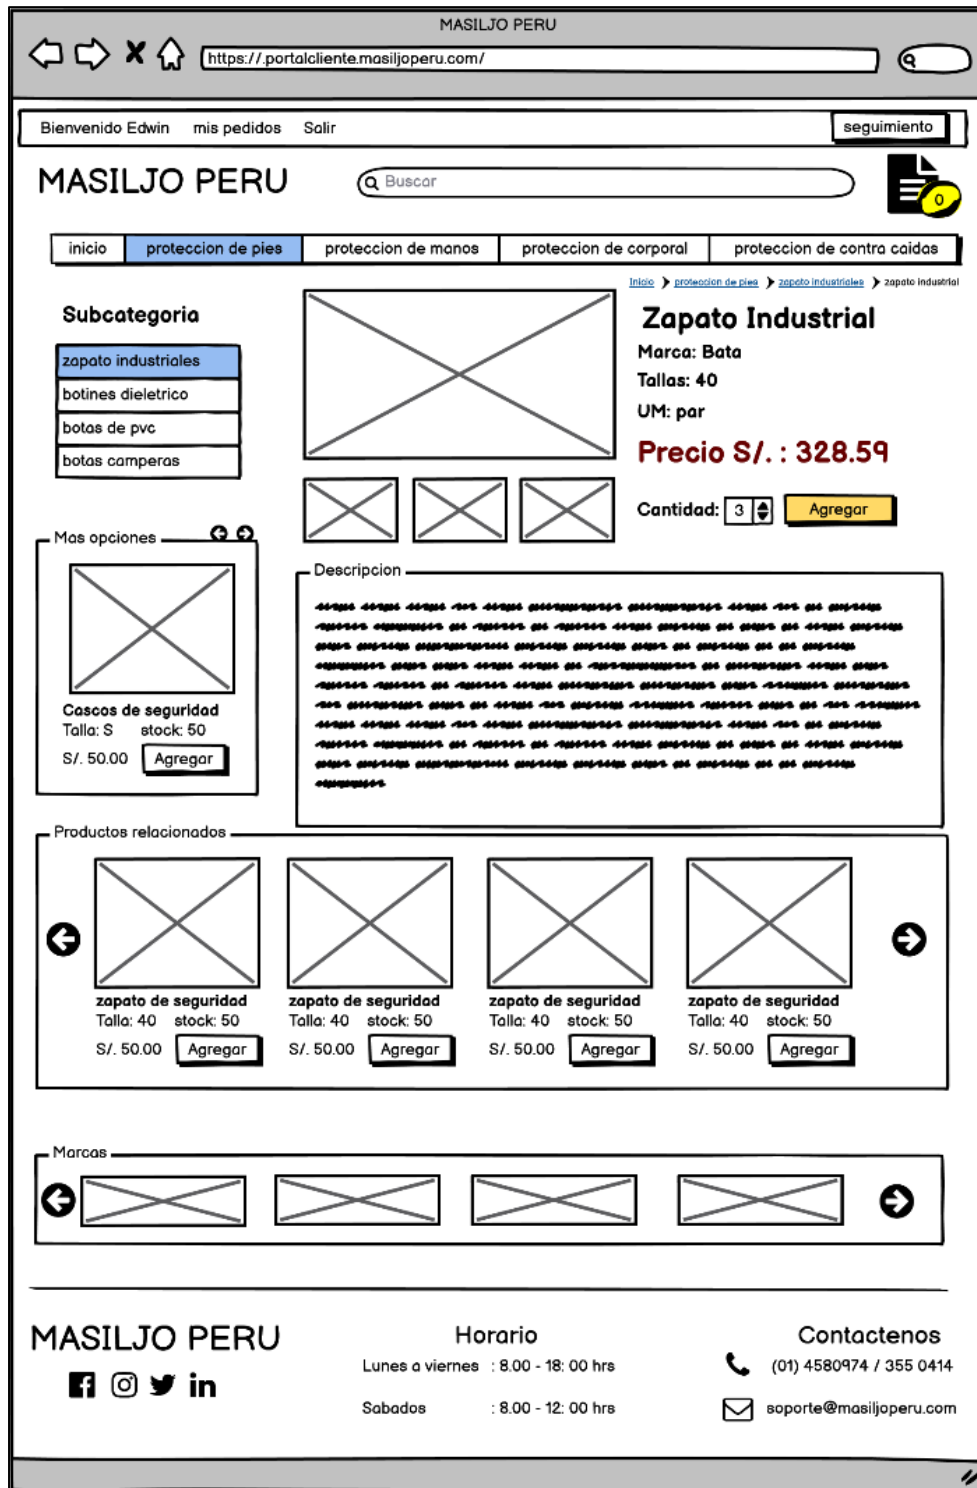 MASILJO PERU
https://.portalcliente.masiljoperu.com/
Bienvenido Edwin mis pedidos Salir seguimiento
MASILJO PERU Buscar 0
inicio proteccion de pies proteccion de manos proteccion de corporal proteccion de contra caidas
Inicio proteccion de pies zapato industriales zapato industrial
Subcategoria
zapato industriales
botines dieletrico
botas de pvc
botas camperas
Zapato Industrial
Marca: Bata
Tallas: 40
UM: par
Precio S/. : 328.59
Cantidad: 3 Agregar
Mas opciones
Cascos de seguridad
Talla: S stock: 50
S/. 50.00 Agregar
Descripcion
Productos relacionados
zapato de seguridad zapato de seguridad zapato de seguridad zapato de seguridad
Talla: 40 stock: 50 Talla: 40 stock: 50 Talla: 40 stock: 50 Talla: 40 stock: 50
S/. 50.00 Agregar S/. 50.00 Agregar S/. 50.00 Agregar S/. 50.00 Agregar
Marcas
MASILJO PERU
Horario
Lunes a viernes : 8.00 - 18: 00 hrs
Sabados : 8.00 - 12: 00 hrs
Contactenos
(01) 4580974 / 355 0414
soporte@masiljoperu.com